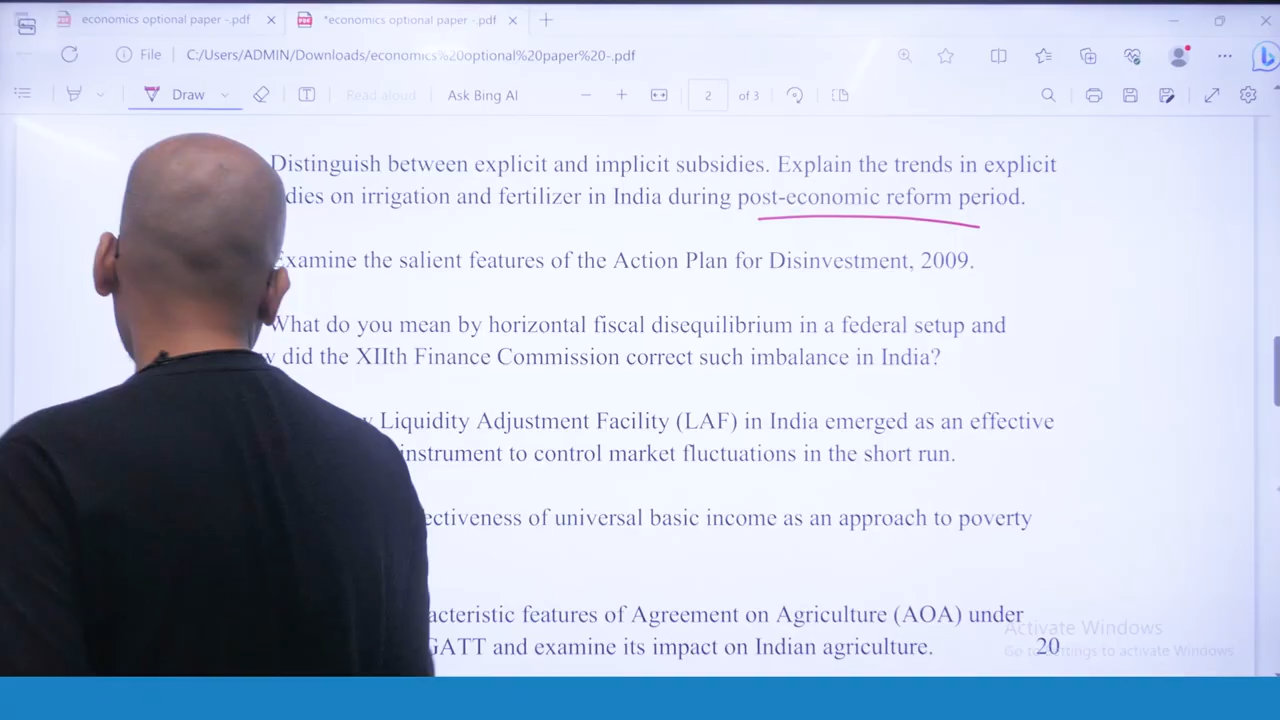 economics optional paper -.pdf
*economics optional paper -.pdf
File
C:/Users/ADMIN/Downloads/economics%20optional%20paper%20-.pdf
Draw
Read aloud
Ask Bing AI
2
of 3
Distinguish between explicit and implicit subsidies. Explain the trends in explicit
dies on irrigation and fertilizer in India during post-economic reform period.
Examine the salient features of the Action Plan for Disinvestment, 2009.
What do you mean by horizontal fiscal disequilibrium in a federal setup and
did the XIIth Finance Commission correct such imbalance in India?
Liquidity Adjustment Facility (LAF) in India emerged as an effective
instrument to control market fluctuations in the short run.
ectiveness of universal basic income as an approach to poverty
acteristic features of Agreement on Agriculture (AOA) under
GATT and examine its impact on Indian agriculture.
20
Activate Windows
Go to Settings to activate Windows.